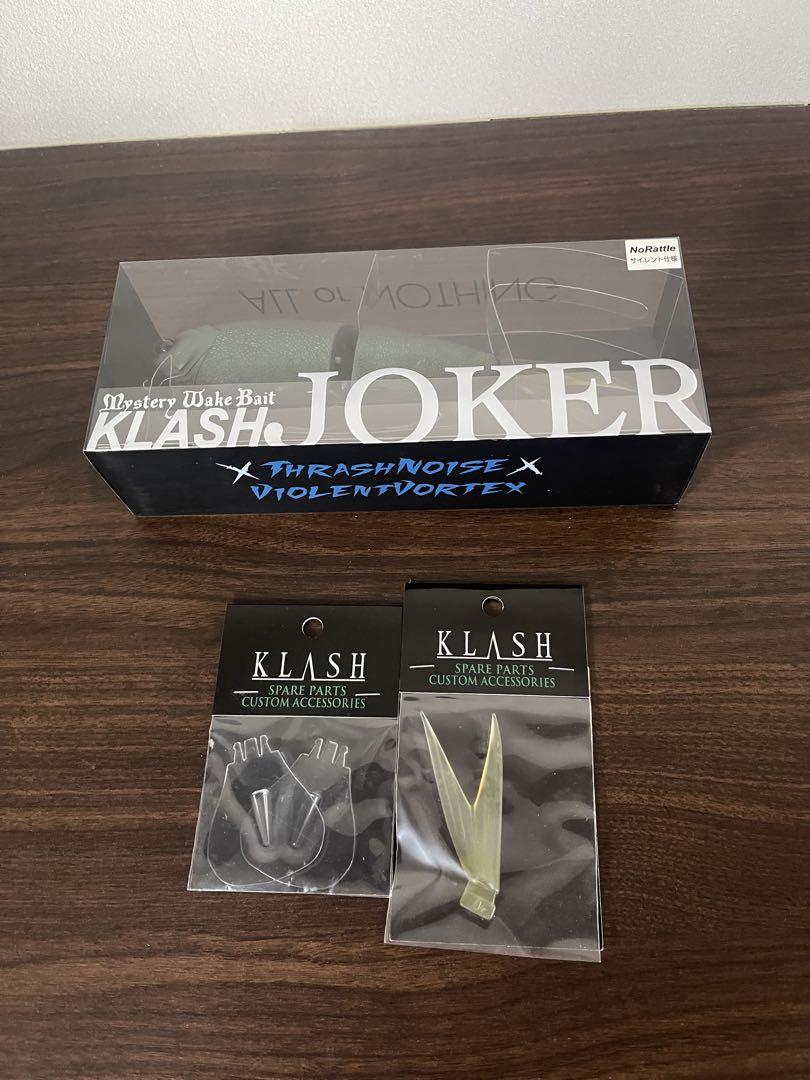 NoRattle
サイレント仕様
ALL or NOTHING
Mystery Wake Bait
KLASH JOKER
ThrashNoise
ViolentVortex
KLASH
SPARE PARTS
CUSTOM ACCESSORIES
KLASH
SPARE PARTS
CUSTOM ACCESSORIES